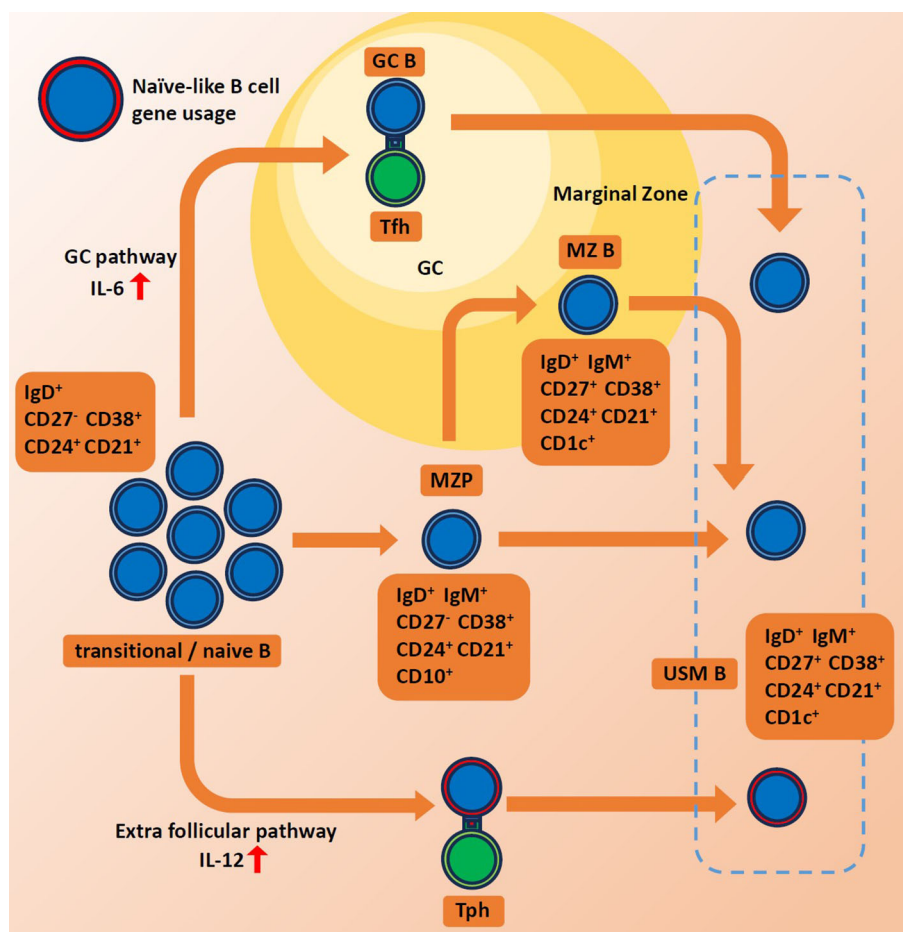 Naïve-like B cell
gene usage
GC B
Tfh
GC
Marginal Zone
MZ B
IgD⁺ IgM⁺
CD27⁺ CD38⁺
CD24⁺ CD21⁺
CD1c⁺
GC pathway
IL-6
IgD⁺
CD27⁻ CD38⁺
CD24⁺ CD21⁺
transitional / naive B
MZP
IgD⁺ IgM⁺
CD27⁻ CD38⁺
CD24⁺ CD21⁺
CD10⁺
USM B
IgD⁺ IgM⁺
CD27⁺ CD38⁺
CD24⁺ CD21⁺
CD1c⁺
Extra follicular pathway
IL-12
Tph